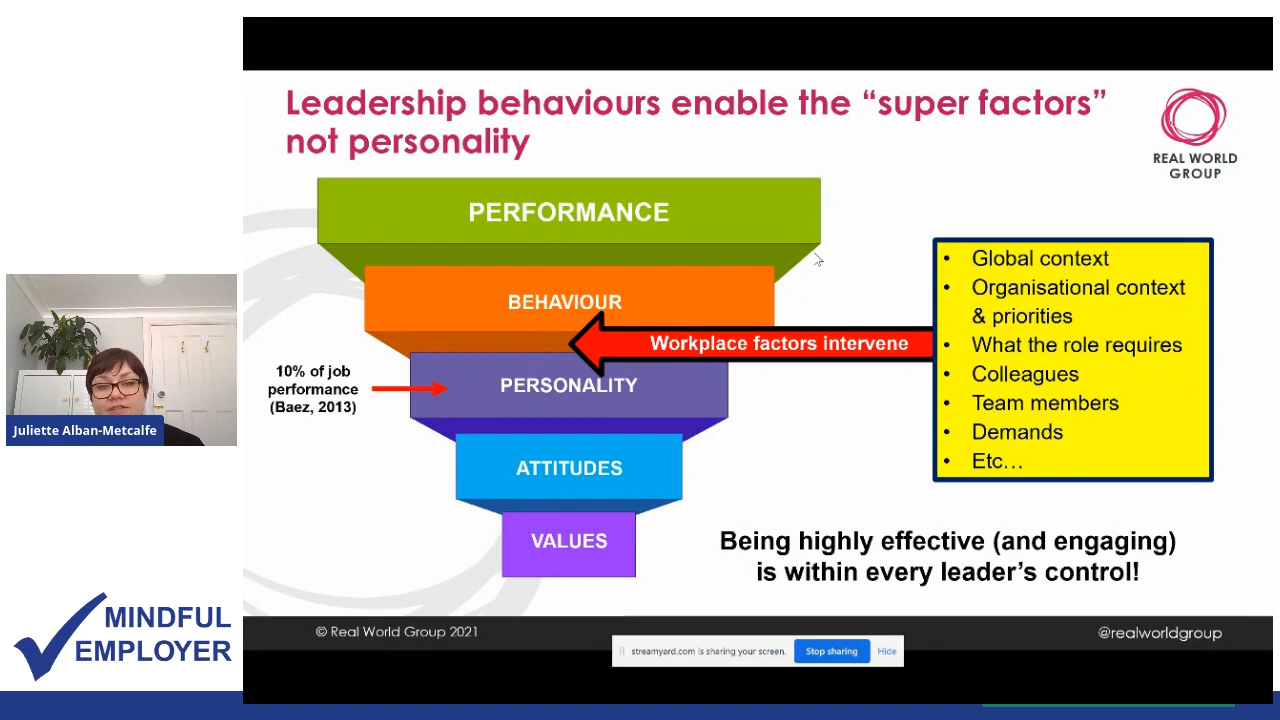 Leadership behaviours enable the “super factors”
not personality
REAL WORLD
GROUP
PERFORMANCE
BEHAVIOUR
Workplace factors intervene
10% of job
performance
(Baez, 2013)
PERSONALITY
ATTITUDES
VALUES
• Global context
• Organisational context
& priorities
• What the role requires
• Colleagues
• Team members
• Demands
• Etc…
Being highly effective (and engaging)
is within every leader’s control!
Juliette Alban-Metcalfe
MINDFUL
EMPLOYER
© Real World Group 2021
@realworldgroup
streamyard.com is sharing your screen.
Stop sharing
Hide